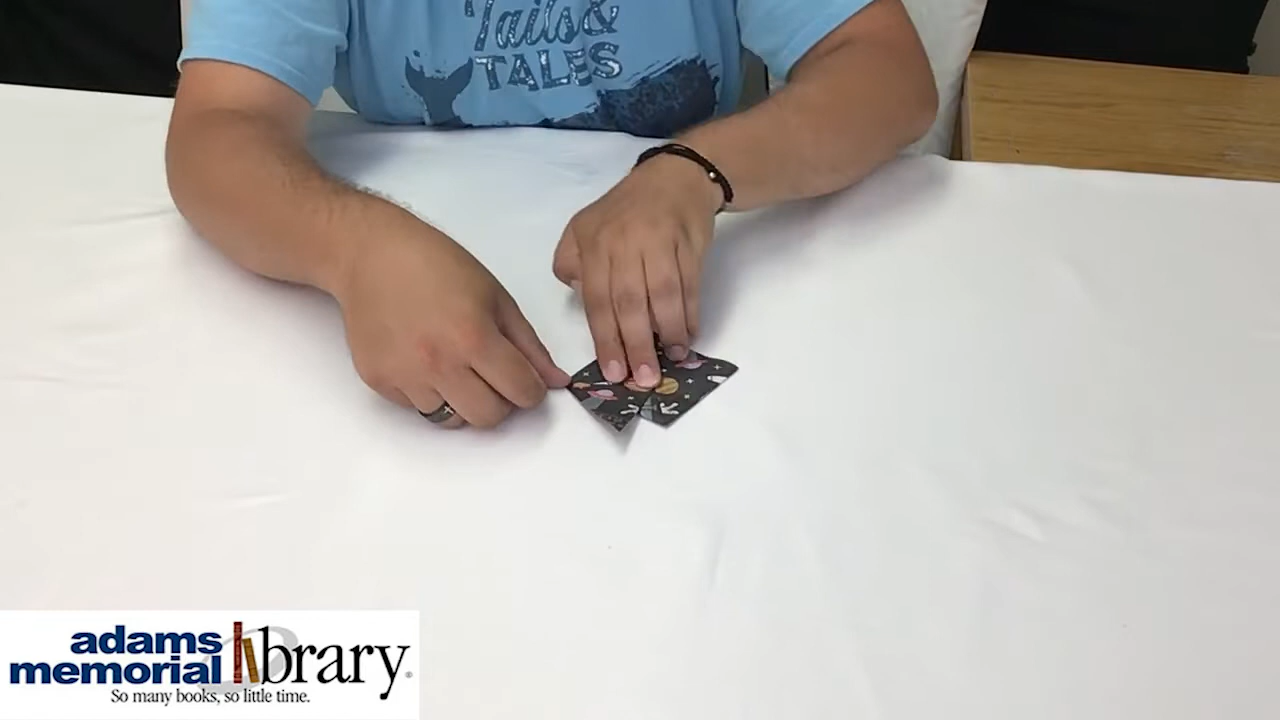 Tails &
TALES
adams
memorial library®
So many books, so little time.